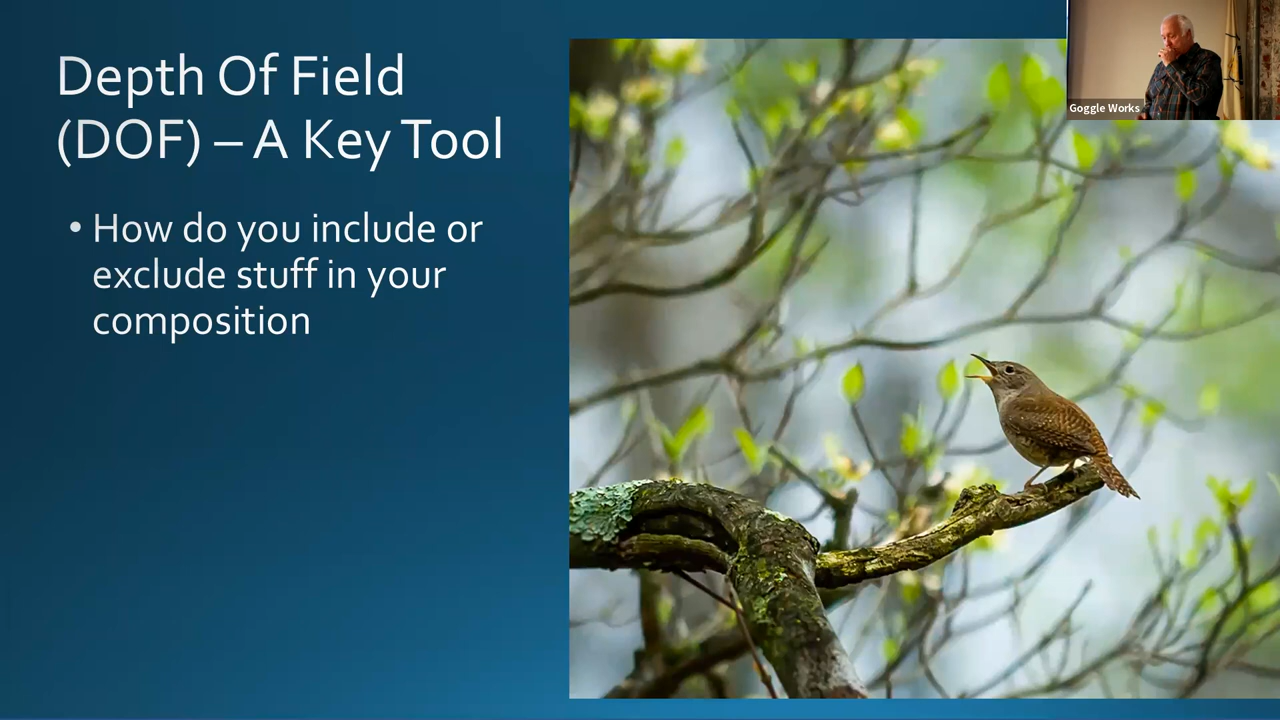 Depth Of Field
(DOF) – A Key Tool
• How do you include or
exclude stuff in your
composition
Goggle Works